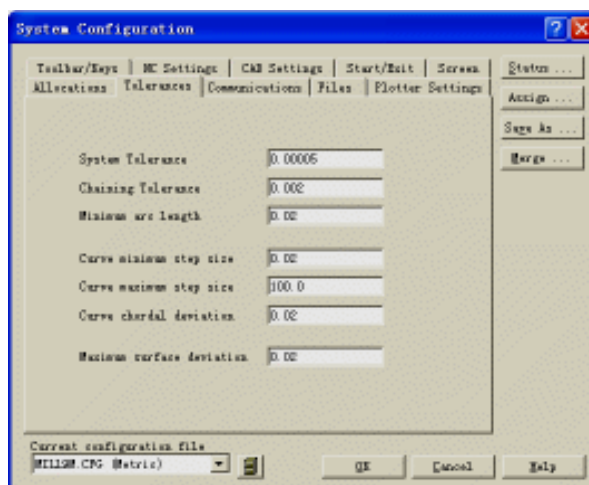 System Configuration
Toolbar/Keys NC Settings CAD Settings Start/Exit Screen
Allocations Tolerances Communications Files Plotter Settings
Status ...
Assign ...
Save As ...
Merge ...
System Tolerance 0.00005
Chaining Tolerance 0.002
Minimum arc length 0.02
Curve minimum step size 0.02
Curve maximum step size 100.0
Curve chordal deviation 0.02
Maximum surface deviation 0.02
Current configuration file
MILL9M.CFG (Metric)
OK Cancel Help